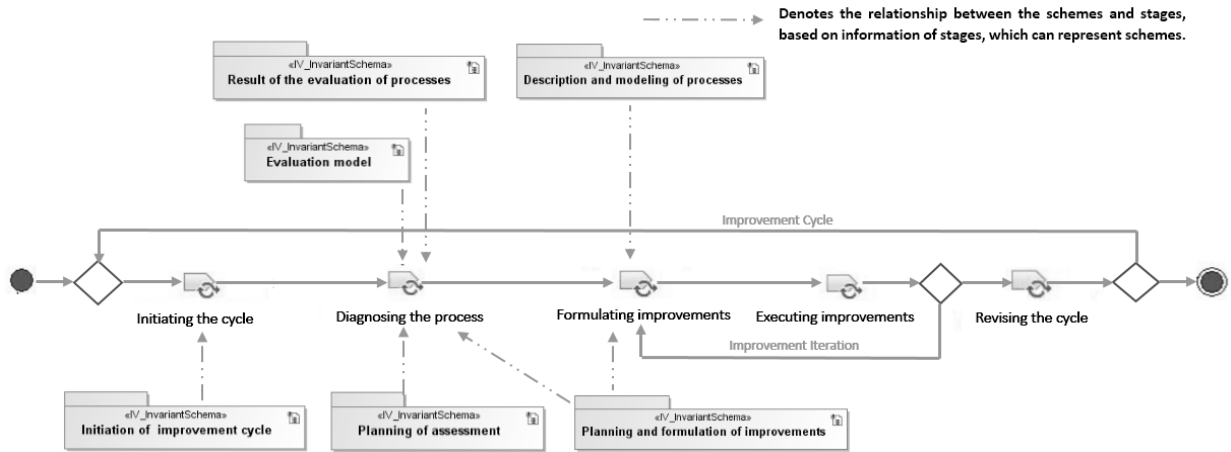 Denotes the relationship between the schemes and stages,
based on information of stages, which can represent schemes.
«IV_InvariantSchema»
Result of the evaluation of processes
«IV_InvariantSchema»
Description and modeling of processes
«IV_InvariantSchema»
Evaluation model
Improvement Cycle
Initiating the cycle
Diagnosing the process
Formulating improvements
Executing improvements
Revising the cycle
Improvement Iteration
«IV_InvariantSchema»
Initiation of improvement cycle
«IV_InvariantSchema»
Planning of assessment
«IV_InvariantSchema»
Planning and formulation of improvements